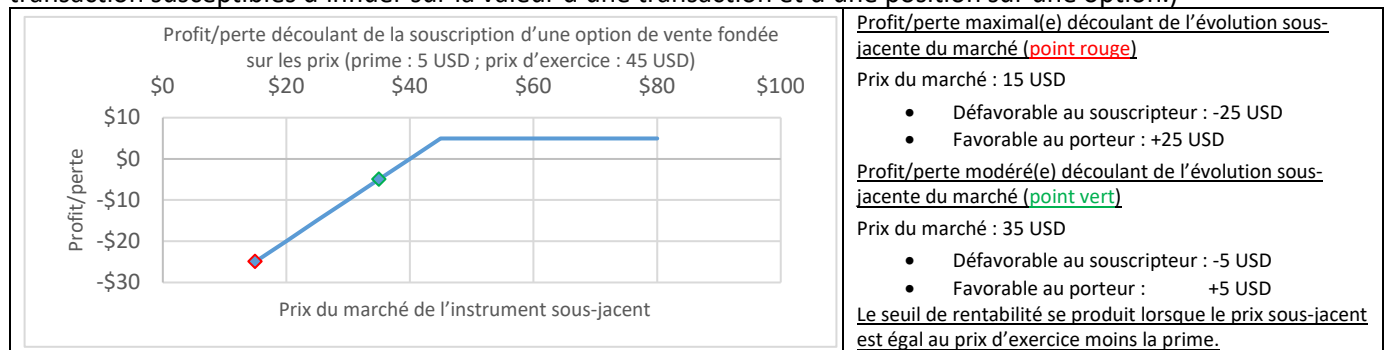 Profit/perte découlant de la souscription d'une option de vente fondée
sur les prix (prime : 5 USD ; prix d'exercice : 45 USD)
$0 $20 $40 $60 $80 $100
$10
$0
-$10
-$20
-$30
Profit/perte
Prix du marché de l'instrument sous-jacent
Profit/perte maximal(e) découlant de l'évolution sous-
jacente du marché (point rouge)
Prix du marché : 15 USD
• Défavorable au souscripteur : -25 USD
• Favorable au porteur : +25 USD
Profit/perte modéré(e) découlant de l'évolution sous-
jacente du marché (point vert)
Prix du marché : 35 USD
• Défavorable au souscripteur : -5 USD
• Favorable au porteur : +5 USD
Le seuil de rentabilité se produit lorsque le prix sous-jacent
est égal au prix d'exercice moins la prime.